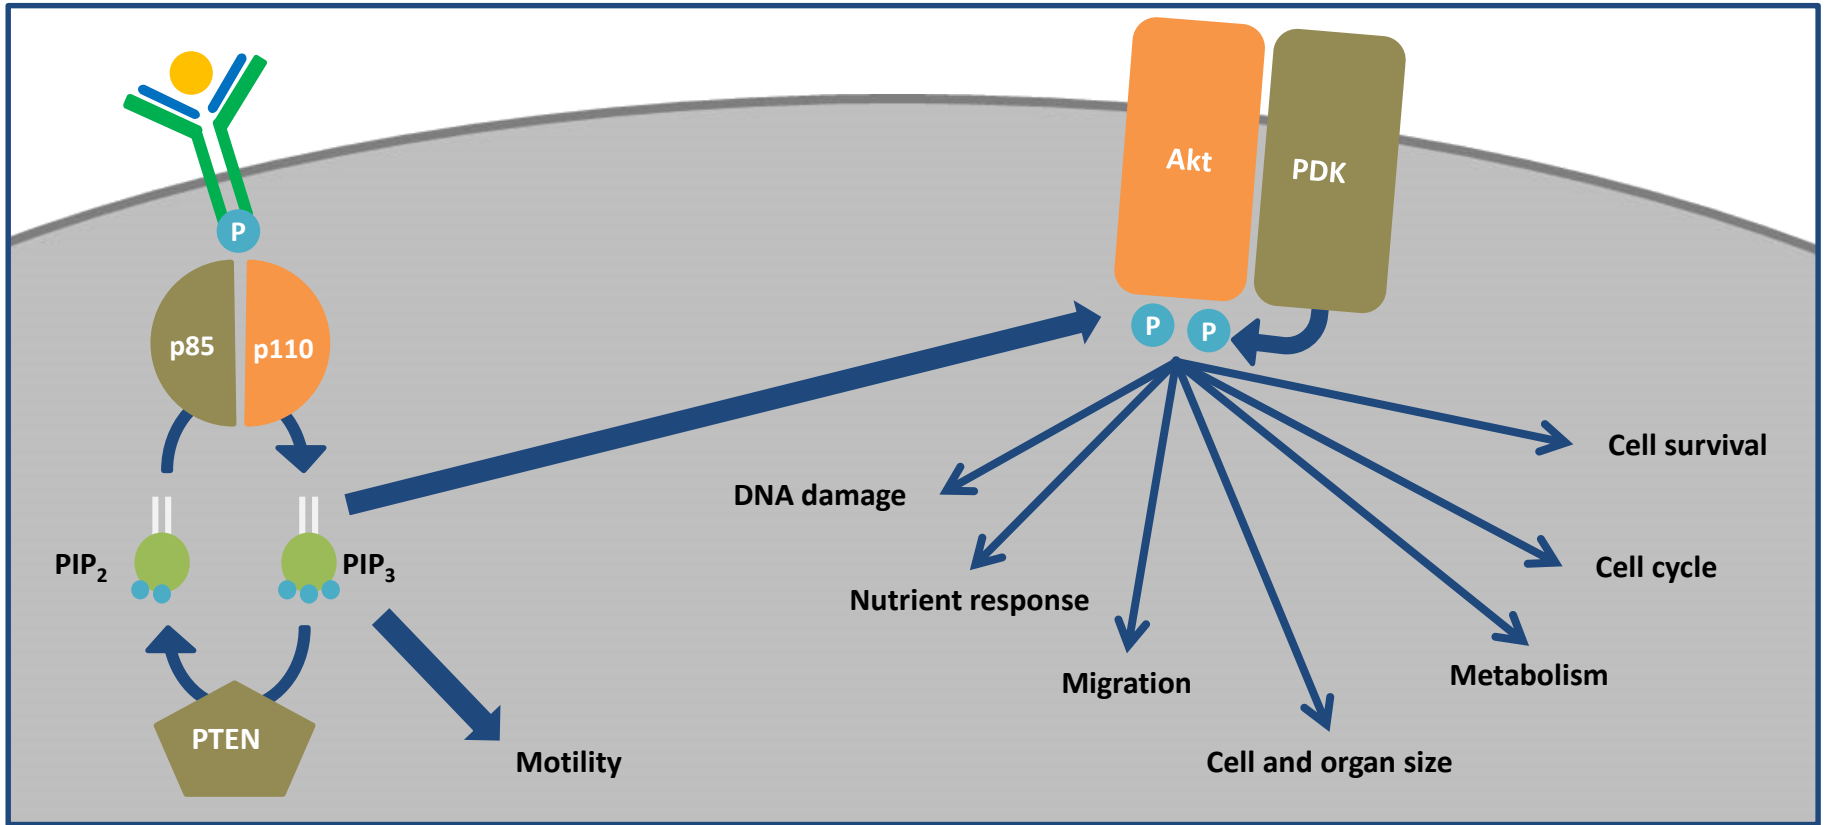 Akt
PDK
P
p85
p110
P
P
Cell survival
DNA damage
PIP₂
PIP₃
Cell cycle
Nutrient response
Migration
Metabolism
PTEN
Motility
Cell and organ size